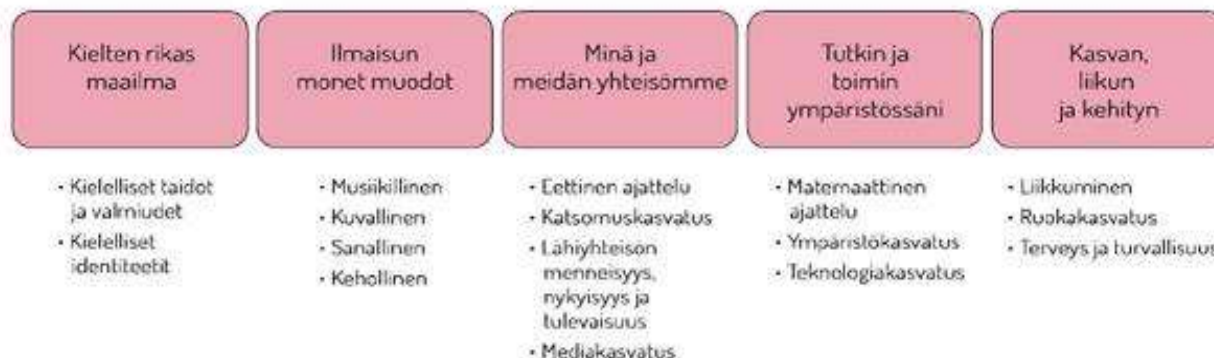 Kielten rikas
maailma
Ilmaisun
monet muodot
Minä ja
meidän yhteisömme
Tutkin ja
toimin
ympäristössäni
Kasvan,
liikun
ja kehityn
• Kielelliset taidot
ja valmiudet
• Kielelliset
identiteetit
• Musiikillinen
• Kuvallinen
• Sanallinen
• Kehollinen
• Eettinen ajattelu
• Katsomuskasvatus
• Lähiyhteisön
menneisyys,
nykyisyys ja
tulevaisuus
• Mediakasvatus
• Matemaattinen
ajattelu
• Ympäristökasvatus
• Teknologiakasvatus
• Liikkuminen
• Ruokakasvatus
• Terveys ja turvallisuus